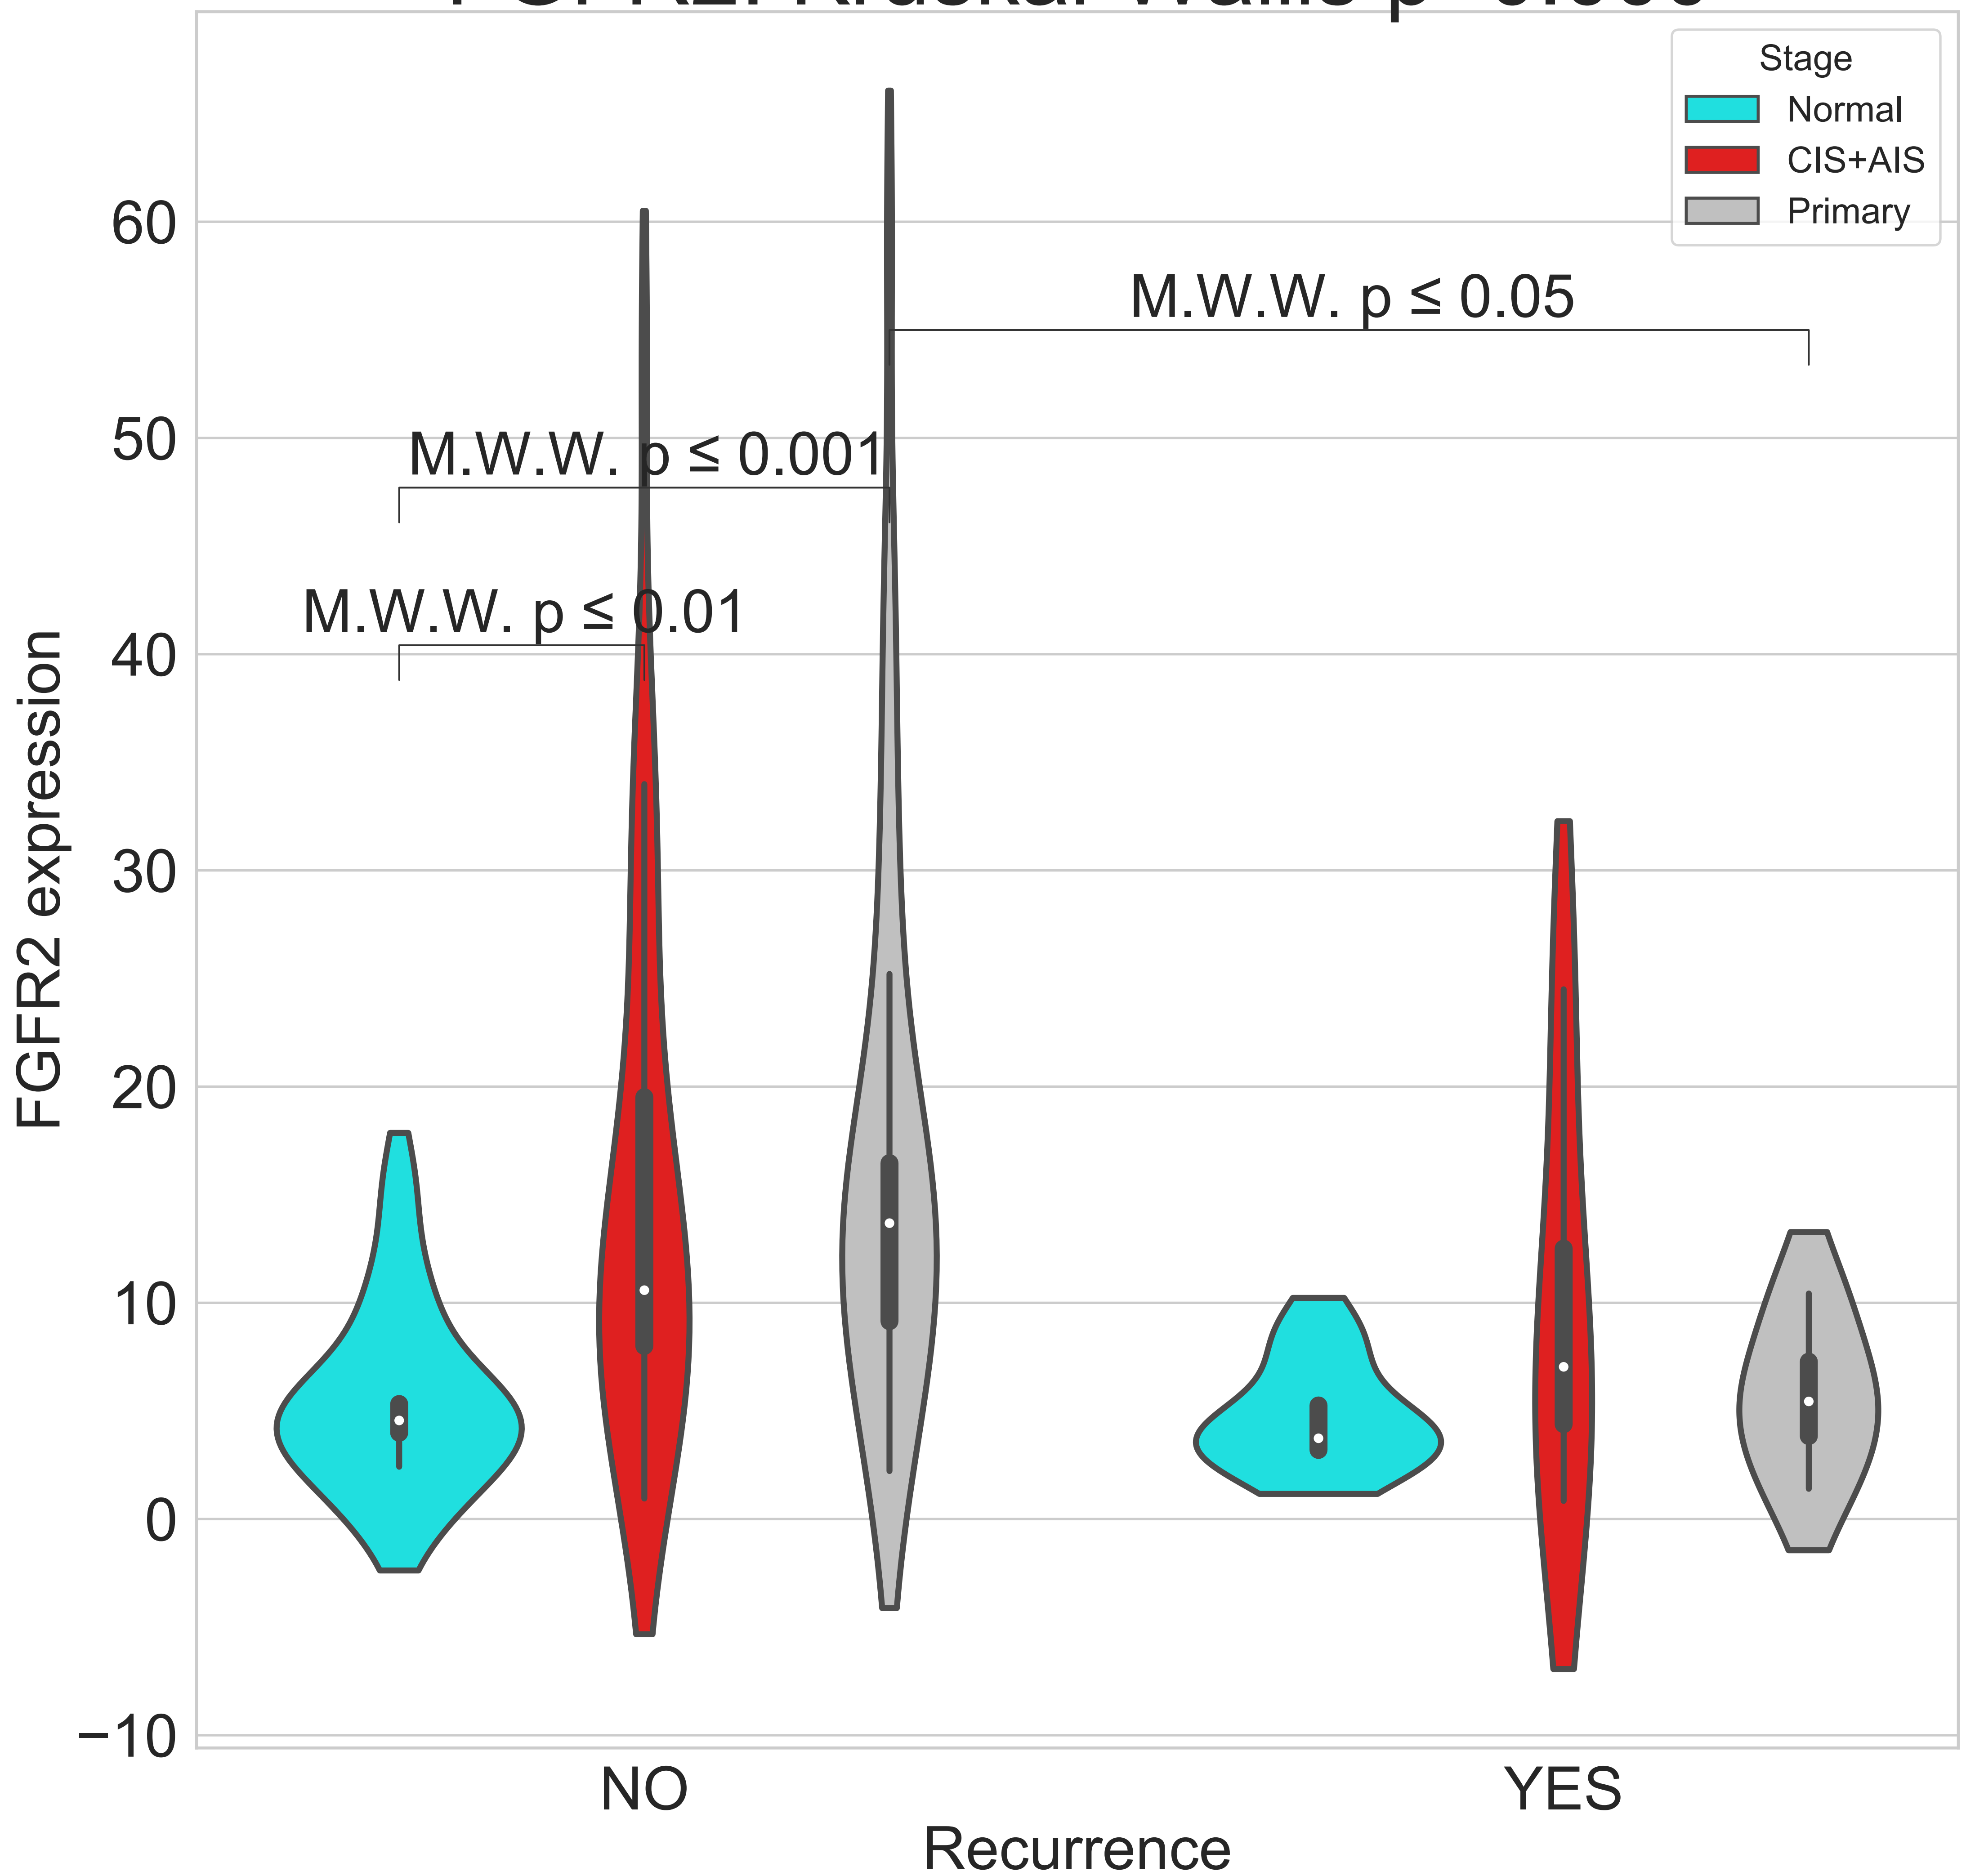 Stage
Normal
CIS+AIS
Primary
M.W.W. p ≤ 0.05
M.W.W. p ≤ 0.001
M.W.W. p ≤ 0.01
FGFR2 expression
60
50
40
30
20
10
0
−10
NO YES
Recurrence